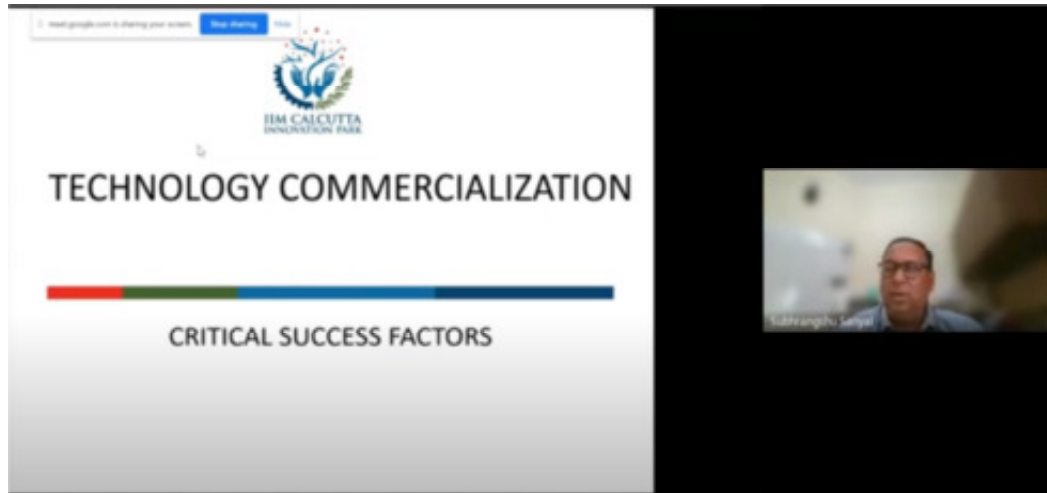 meet.google.com is sharing your screen. Stop sharing Hide
IIM CALCUTTA
INNOVATION PARK
TECHNOLOGY COMMERCIALIZATION
CRITICAL SUCCESS FACTORS
Subhrangshu Sanyal